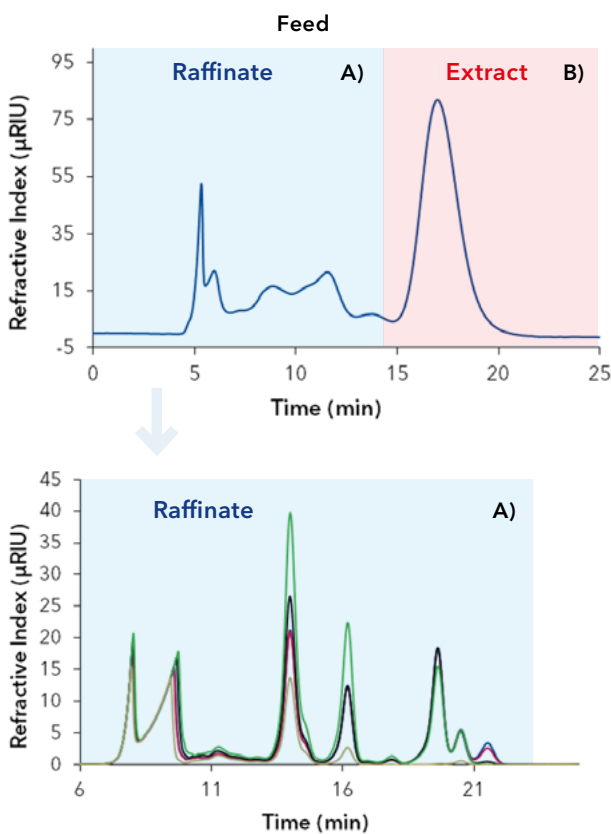 Feed
Raffinate A) Extract B)
Refractive Index (µRIU)
95
75
55
35
15
-5
0 5 10 15 20 25
Time (min)
Raffinate A)
Refractive Index (µRIU)
45
40
35
30
25
20
15
10
5
0
6 11 16 21
Time (min)